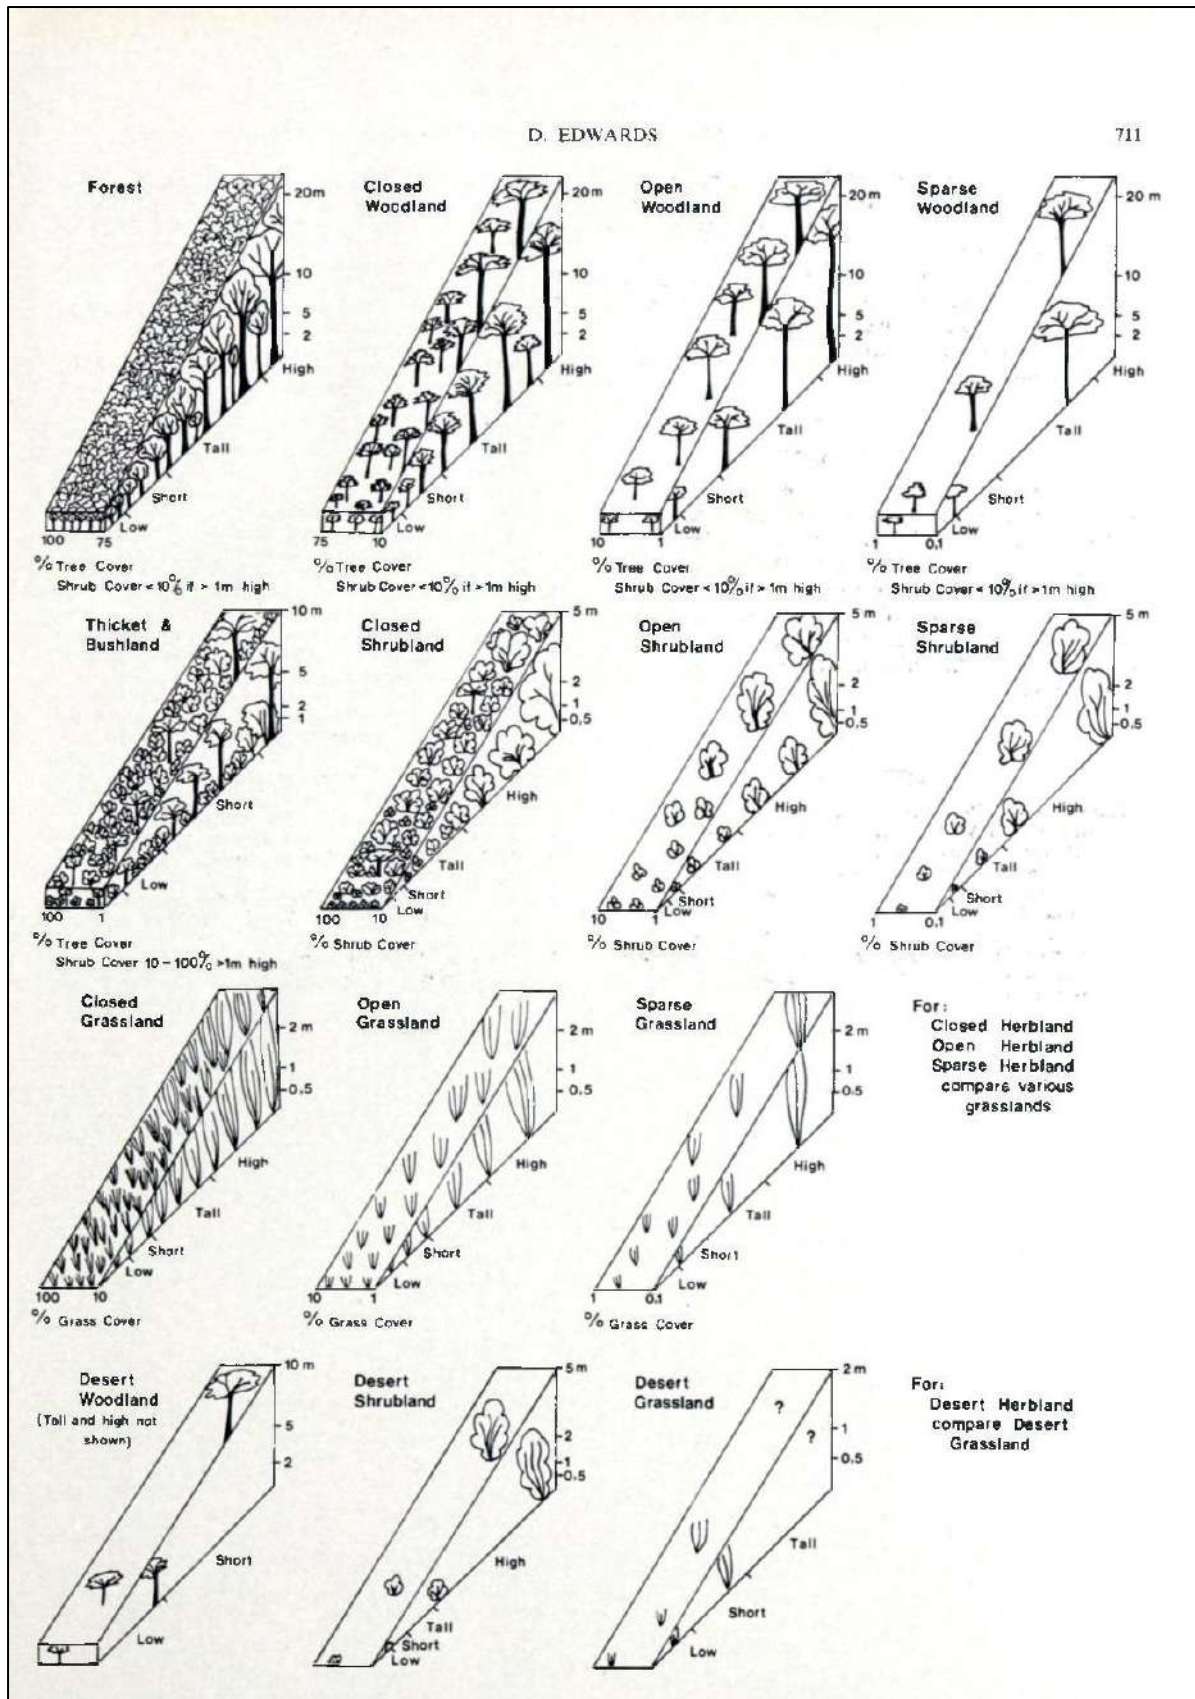 D. EDWARDS
711
Forest
20m
10
5
2
High
Tall
Short
Low
100 75
% Tree Cover
Shrub Cover < 10% if > 1m high
Closed
Woodland
20m
10
5
2
High
Tall
Short
Low
75 10
% Tree Cover
Shrub Cover < 10% if > 1m high
Open
Woodland
20m
10
5
2
High
Tall
Short
Low
10 1
% Tree Cover
Shrub Cover < 10% if > 1m high
Sparse
Woodland
20 m
10
5
2
High
Tall
Short
Low
1 0.1
% Tree Cover
Shrub Cover < 10% if > 1m high
Thicket &
Bushland
10 m
5
2
1
Short
Low
100 1
% Tree Cover
Shrub Cover 10 – 100% >1m high
Closed
Shrubland
5 m
2
1
0.5
High
Tall
Short
Low
100 10
% Shrub Cover
Open
Shrubland
5m
2
1
0.5
High
Tall
Short
Low
10 1
% Shrub Cover
Sparse
Shrubland
5 m
2
1
0.5
High
Tall
Short
Low
1 0.1
% Shrub Cover
Closed
Grassland
2 m
1
0.5
High
Tall
Short
Low
100 10
% Grass Cover
Open
Grassland
2 m
1
0.5
High
Tall
Short
Low
10 1
% Grass Cover
Sparse
Grassland
2 m
1
0.5
High
Tall
Short
Low
1 0.1
% Grass Cover
For:
Closed Herbland
Open Herbland
Sparse Herbland
compare various
grasslands
Desert
Woodland
(Tall and high not
shown)
10 m
5
2
Short
Low
Desert
Shrubland
5 m
2
1
0.5
High
Tall
Short
Low
Desert
Grassland
2 m
?
?
1
0.5
Tall
Short
Low
For:
Desert Herbland
compare Desert
Grassland